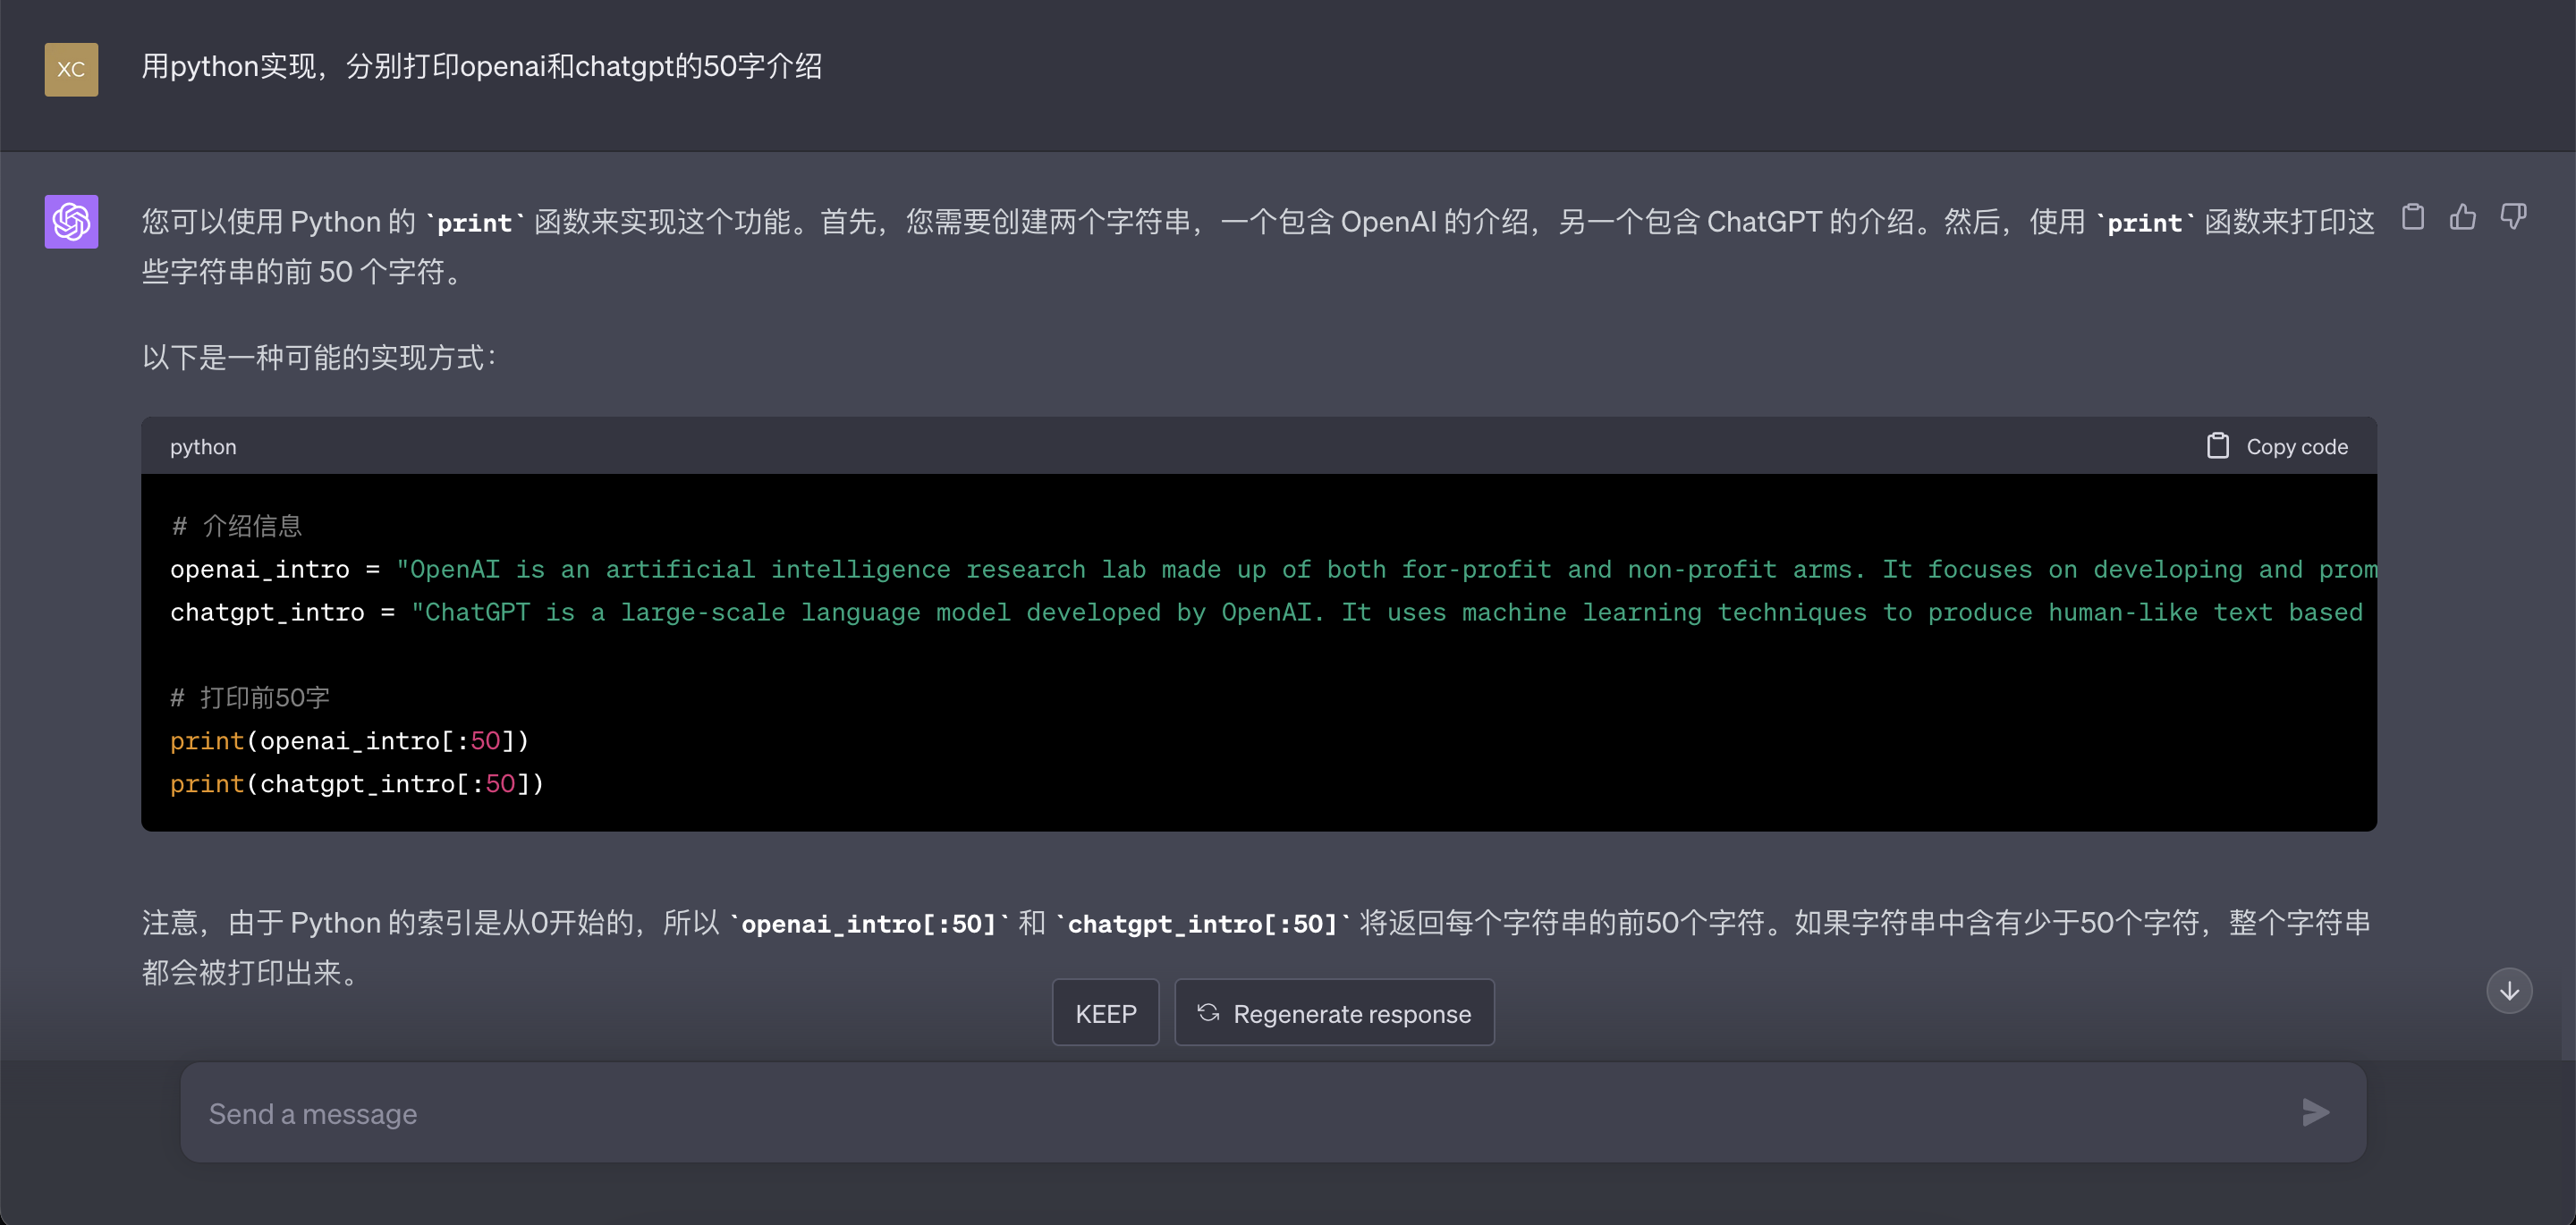 XC
用python实现，分别打印openai和chatgpt的50字介绍
您可以使用 Python 的 `print` 函数来实现这个功能。首先，您需要创建两个字符串，一个包含 OpenAI 的介绍，另一个包含 ChatGPT 的介绍。然后，使用 `print` 函数来打印这
些字符串的前 50 个字符。
以下是一种可能的实现方式：
python
Copy code
# 介绍信息
openai_intro = "OpenAI is an artificial intelligence research lab made up of both for-profit and non-profit arms. It focuses on developing and prom
chatgpt_intro = "ChatGPT is a large-scale language model developed by OpenAI. It uses machine learning techniques to produce human-like text based
# 打印前50字
print(openai_intro[:50])
print(chatgpt_intro[:50])
注意，由于 Python 的索引是从0开始的，所以 `openai_intro[:50]` 和 `chatgpt_intro[:50]` 将返回每个字符串的前50个字符。如果字符串中含有少于50个字符，整个字符串
都会被打印出来。
KEEP
Regenerate response
Send a message